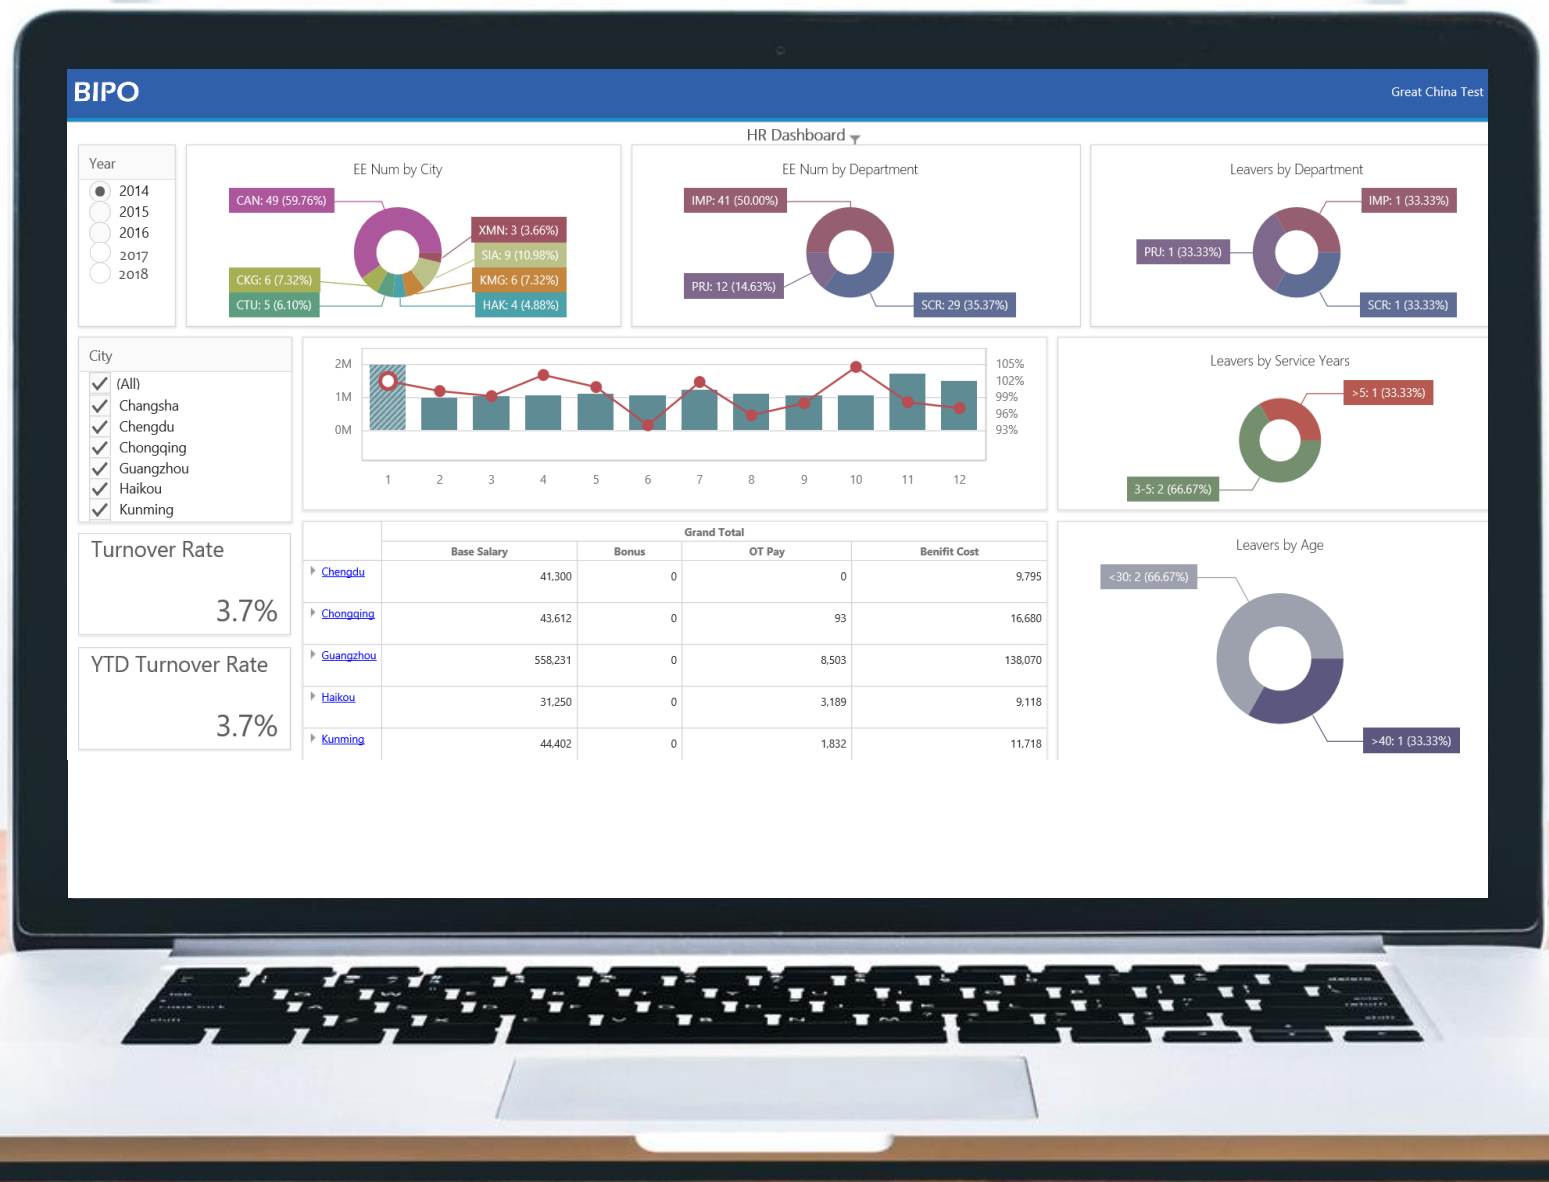 BIPO
Great China Test
HR Dashboard
Year
2014
2015
2016
2017
2018
EE Num by City
CAN: 49 (59.76%)
XMN: 3 (3.66%)
SIA: 9 (10.98%)
CKG: 6 (7.32%)
KMG: 6 (7.32%)
CTU: 5 (6.10%)
HAK: 4 (4.88%)
EE Num by Department
IMP: 41 (50.00%)
PRJ: 12 (14.63%)
SCR: 29 (35.37%)
Leavers by Department
IMP: 1 (33.33%)
PRJ: 1 (33.33%)
SCR: 1 (33.33%)
City
(All)
Changsha
Chengdu
Chongqing
Guangzhou
Haikou
Kunming
2M
1M
0M
105%
102%
99%
96%
93%
1 2 3 4 5 6 7 8 9 10 11 12
Leavers by Service Years
>5: 1 (33.33%)
3-5: 2 (66.67%)
Turnover Rate
3.7%
YTD Turnover Rate
3.7%
Grand Total
Base Salary Bonus OT Pay Benifit Cost
Chengdu 41,300 0 0 9,795
Chongqing 43,612 0 93 16,680
Guangzhou 558,231 0 8,503 138,070
Haikou 31,250 0 3,189 9,118
Kunming 44,402 0 1,832 11,718
Leavers by Age
<30: 2 (66.67%)
>40: 1 (33.33%)